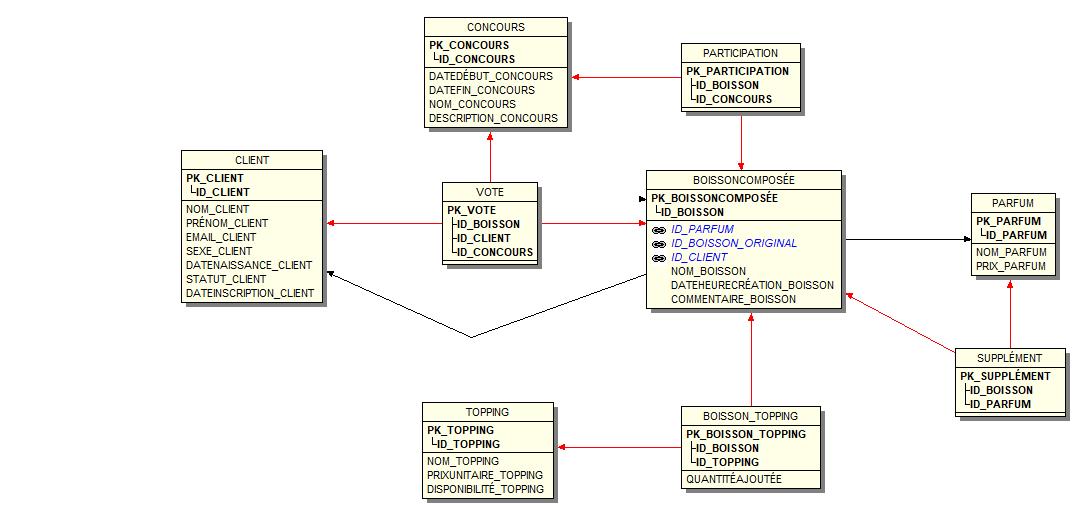 CONCOURS
PK_CONCOURS
ID_CONCOURS
DATEDÉBUT_CONCOURS
DATEFIN_CONCOURS
NOM_CONCOURS
DESCRIPTION_CONCOURS
PARTICIPATION
PK_PARTICIPATION
ID_BOISSON
ID_CONCOURS
CLIENT
PK_CLIENT
ID_CLIENT
NOM_CLIENT
PRÉNOM_CLIENT
EMAIL_CLIENT
SEXE_CLIENT
DATENAISSANCE_CLIENT
STATUT_CLIENT
DATEINSCRIPTION_CLIENT
VOTE
PK_VOTE
ID_BOISSON
ID_CLIENT
ID_CONCOURS
BOISSONCOMPOSÉE
PK_BOISSONCOMPOSÉE
ID_BOISSON
ID_PARFUM
ID_BOISSON_ORIGINAL
ID_CLIENT
NOM_BOISSON
DATEHEURECRÉATION_BOISSON
COMMENTAIRE_BOISSON
PARFUM
PK_PARFUM
ID_PARFUM
NOM_PARFUM
PRIX_PARFUM
SUPPLÉMENT
PK_SUPPLÉMENT
ID_BOISSON
ID_PARFUM
TOPPING
PK_TOPPING
ID_TOPPING
NOM_TOPPING
PRIXUNITAIRE_TOPPING
DISPONIBILITÉ_TOPPING
BOISSON_TOPPING
PK_BOISSON_TOPPING
ID_BOISSON
ID_TOPPING
QUANTITÉAJOUTÉE